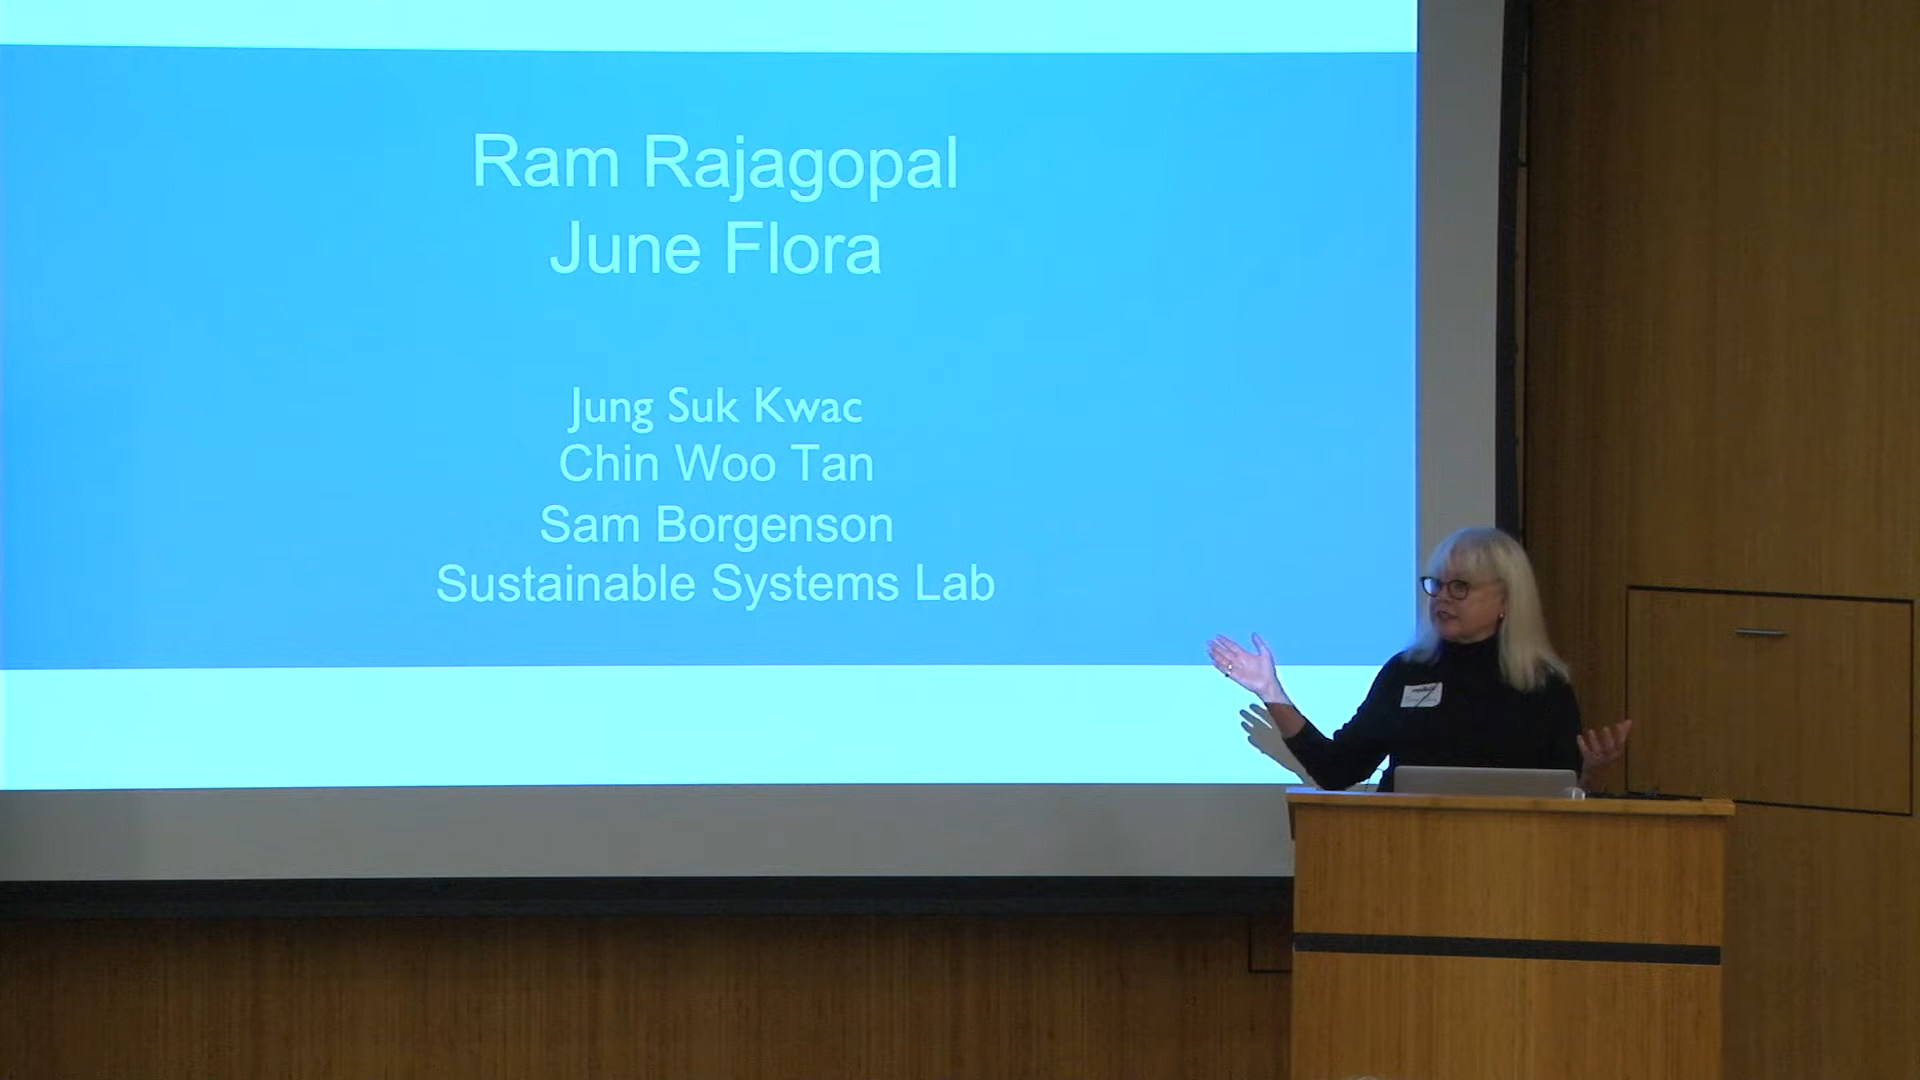 Ram Rajagopal
June Flora
Jung Suk Kwac
Chin Woo Tan
Sam Borgenson
Sustainable Systems Lab